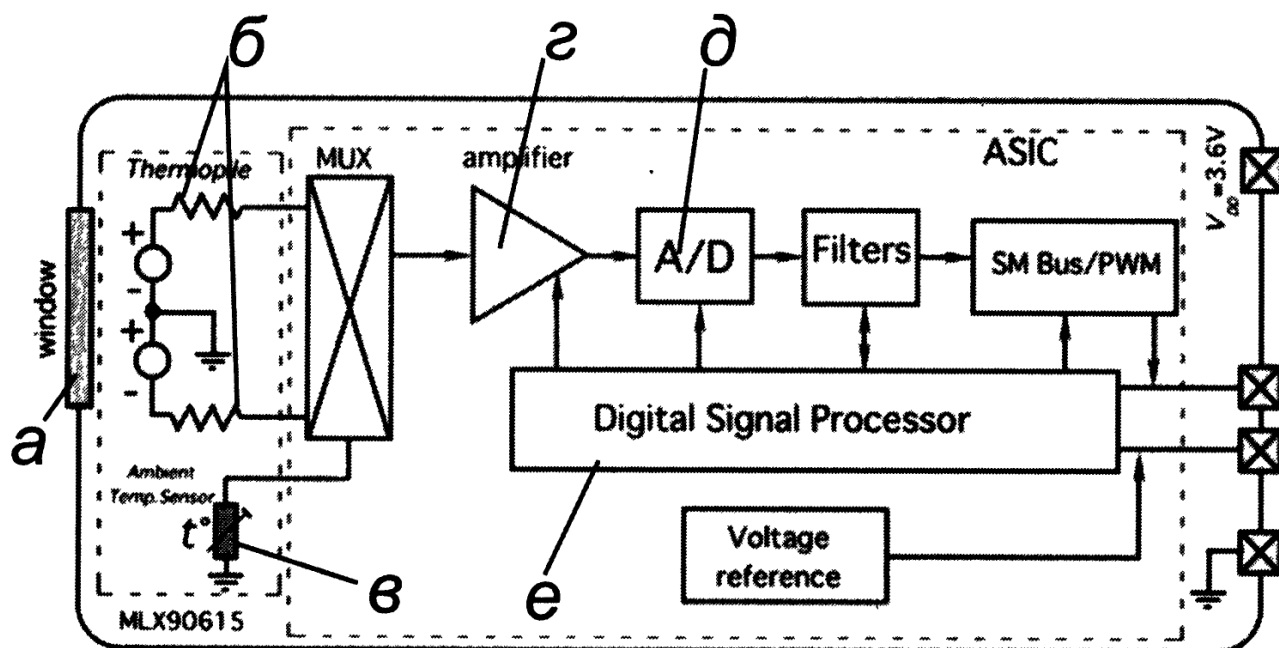 б
г
д
Thermopile
MUX
amplifier
ASIC
V∞=3.6V
window
+
-
+
-
A/D
Filters
SM Bus/PWM
а
Digital Signal Processor
Ambient
Temp. Sensor
t°
в
е
Voltage
reference
MLX90615